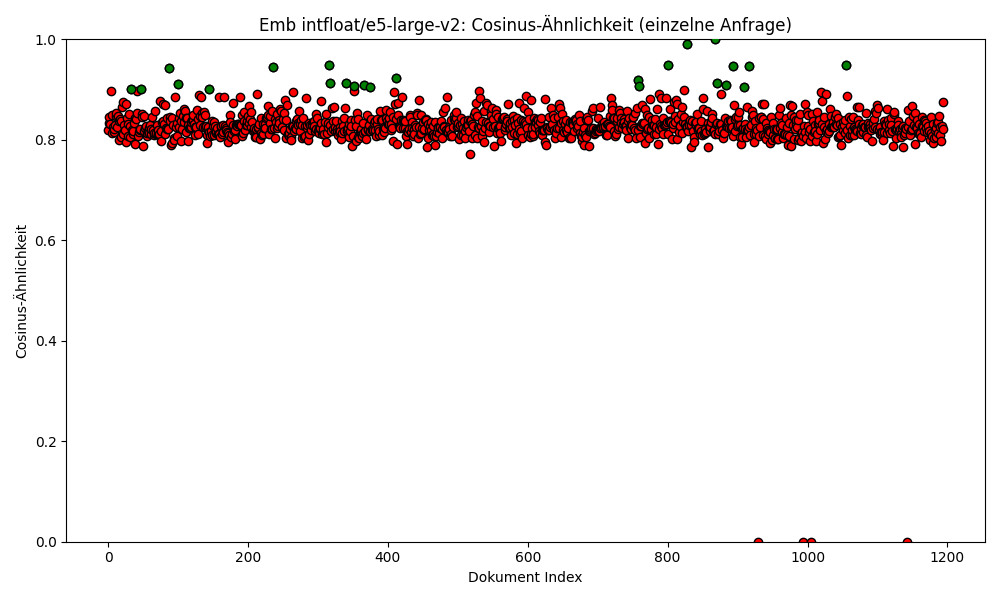 Emb intfloat/e5-large-v2: Cosinus-Ähnlichkeit (einzelne Anfrage)
1.0
0.8
0.6
0.4
0.2
0.0
Cosinus-Ähnlichkeit
0 200 400 600 800 1000 1200
Dokument Index